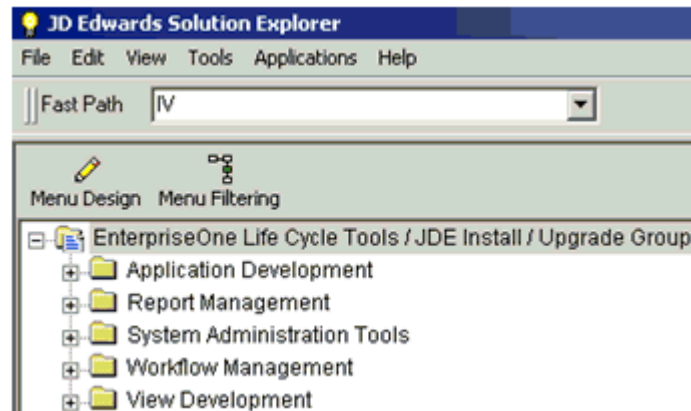 JD Edwards Solution Explorer
File Edit View Tools Applications Help
Fast Path IV
Menu Design Menu Filtering
EnterpriseOne Life Cycle Tools / JDE Install / Upgrade Group
Application Development
Report Management
System Administration Tools
Workflow Management
View Development